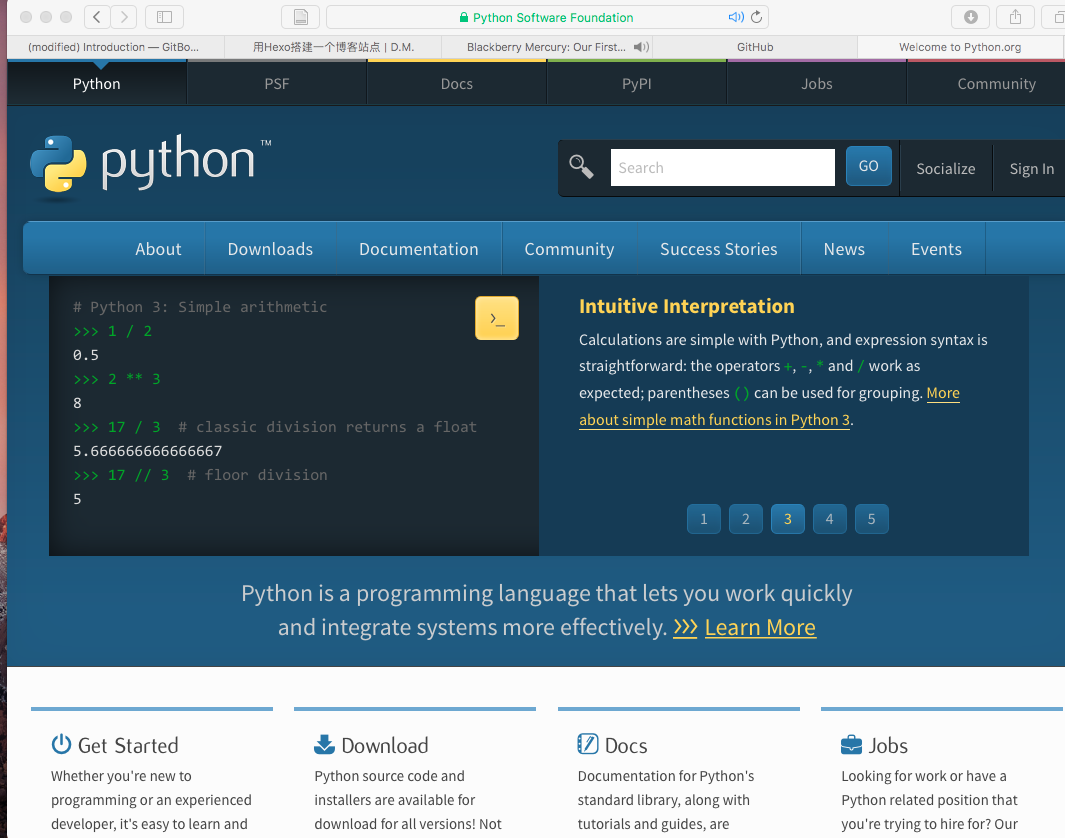 Python Software Foundation
(modified) Introduction — GitBo...
用Hexo搭建一个博客站点 | D.M.
Blackberry Mercury: Our First...
GitHub
Welcome to Python.org
Python
PSF
Docs
PyPI
Jobs
Community
python™
Search
GO
Socialize
Sign In
About
Downloads
Documentation
Community
Success Stories
News
Events
# Python 3: Simple arithmetic
>>> 1 / 2
0.5
>>> 2 ** 3
8
>>> 17 / 3  # classic division returns a float
5.666666666666667
>>> 17 // 3  # floor division
5
>_
Intuitive Interpretation
Calculations are simple with Python, and expression syntax is
straightforward: the operators +, -, * and / work as
expected; parentheses () can be used for grouping. More
about simple math functions in Python 3.
1
2
3
4
5
Python is a programming language that lets you work quickly
and integrate systems more effectively. >>> Learn More
Get Started
Whether you're new to
programming or an experienced
developer, it's easy to learn and
Download
Python source code and
installers are available for
download for all versions! Not
Docs
Documentation for Python's
standard library, along with
tutorials and guides, are
Jobs
Looking for work or have a
Python related position that
you're trying to hire for? Our